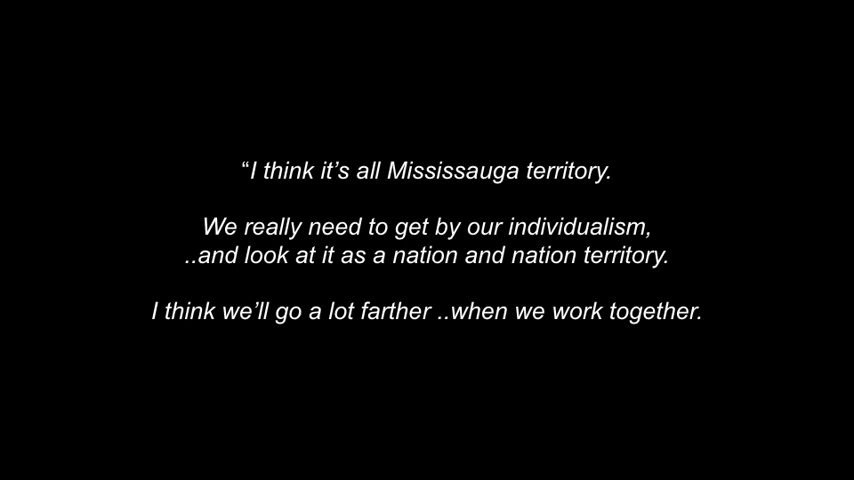 “I think it’s all Mississauga territory.
We really need to get by our individualism,
..and look at it as a nation and nation territory.
I think we’ll go a lot farther ..when we work together.